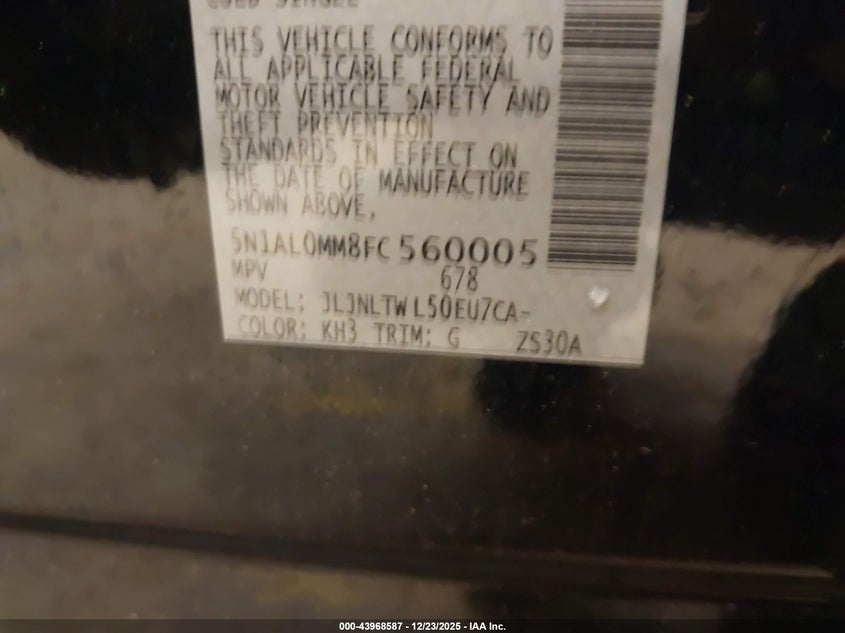 THIS VEHICLE CONFORMS TO
ALL APPLICABLE FEDERAL
MOTOR VEHICLE SAFETY AND
THEFT PREVENTION
STANDARDS IN EFFECT ON
THE DATE OF MANUFACTURE
SHOWN ABOVE.
5N1AL0MM8FC560005
MPV 678
MODEL: JLJNLTWL50EU7CA-
COLOR: KH3 TRIM: G ZS30A
000-43968587 - 12/23/2025 - IAA Inc.